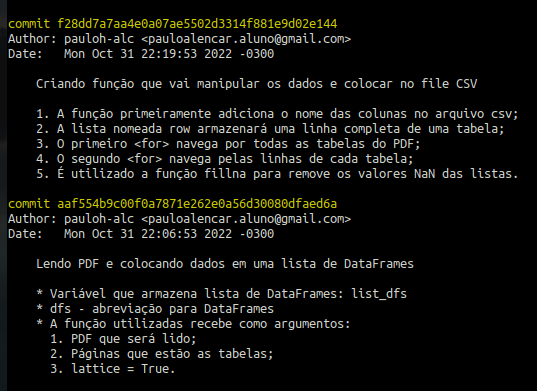 commit f28dd7a7aa4e0a07ae5502d3314f881e9d02e144
Author: pauloh-alc <pauloalencar.aluno@gmail.com>
Date:   Mon Oct 31 22:19:53 2022 -0300
Criando função que vai manipular os dados e colocar no file CSV
1. A função primeiramente adiciona o nome das colunas no arquivo csv;
2. A lista nomeada row armazenará uma linha completa de uma tabela;
3. O primeiro <for> navega por todas as tabelas do PDF;
4. O segundo <for> navega pelas linhas de cada tabela;
5. É utilizado a função fillna para remove os valores NaN das listas.
commit aaf554b9c00f0a7871e262e0a56d30080dfaed6a
Author: pauloh-alc <pauloalencar.aluno@gmail.com>
Date:   Mon Oct 31 22:06:53 2022 -0300
Lendo PDF e colocando dados em uma lista de DataFrames
* Variável que armazena lista de DataFrames: list_dfs
* dfs - abreviação para DataFrames
* A função utilizadas recebe como argumentos:
1. PDF que será lido;
2. Páginas que estão as tabelas;
3. lattice = True.